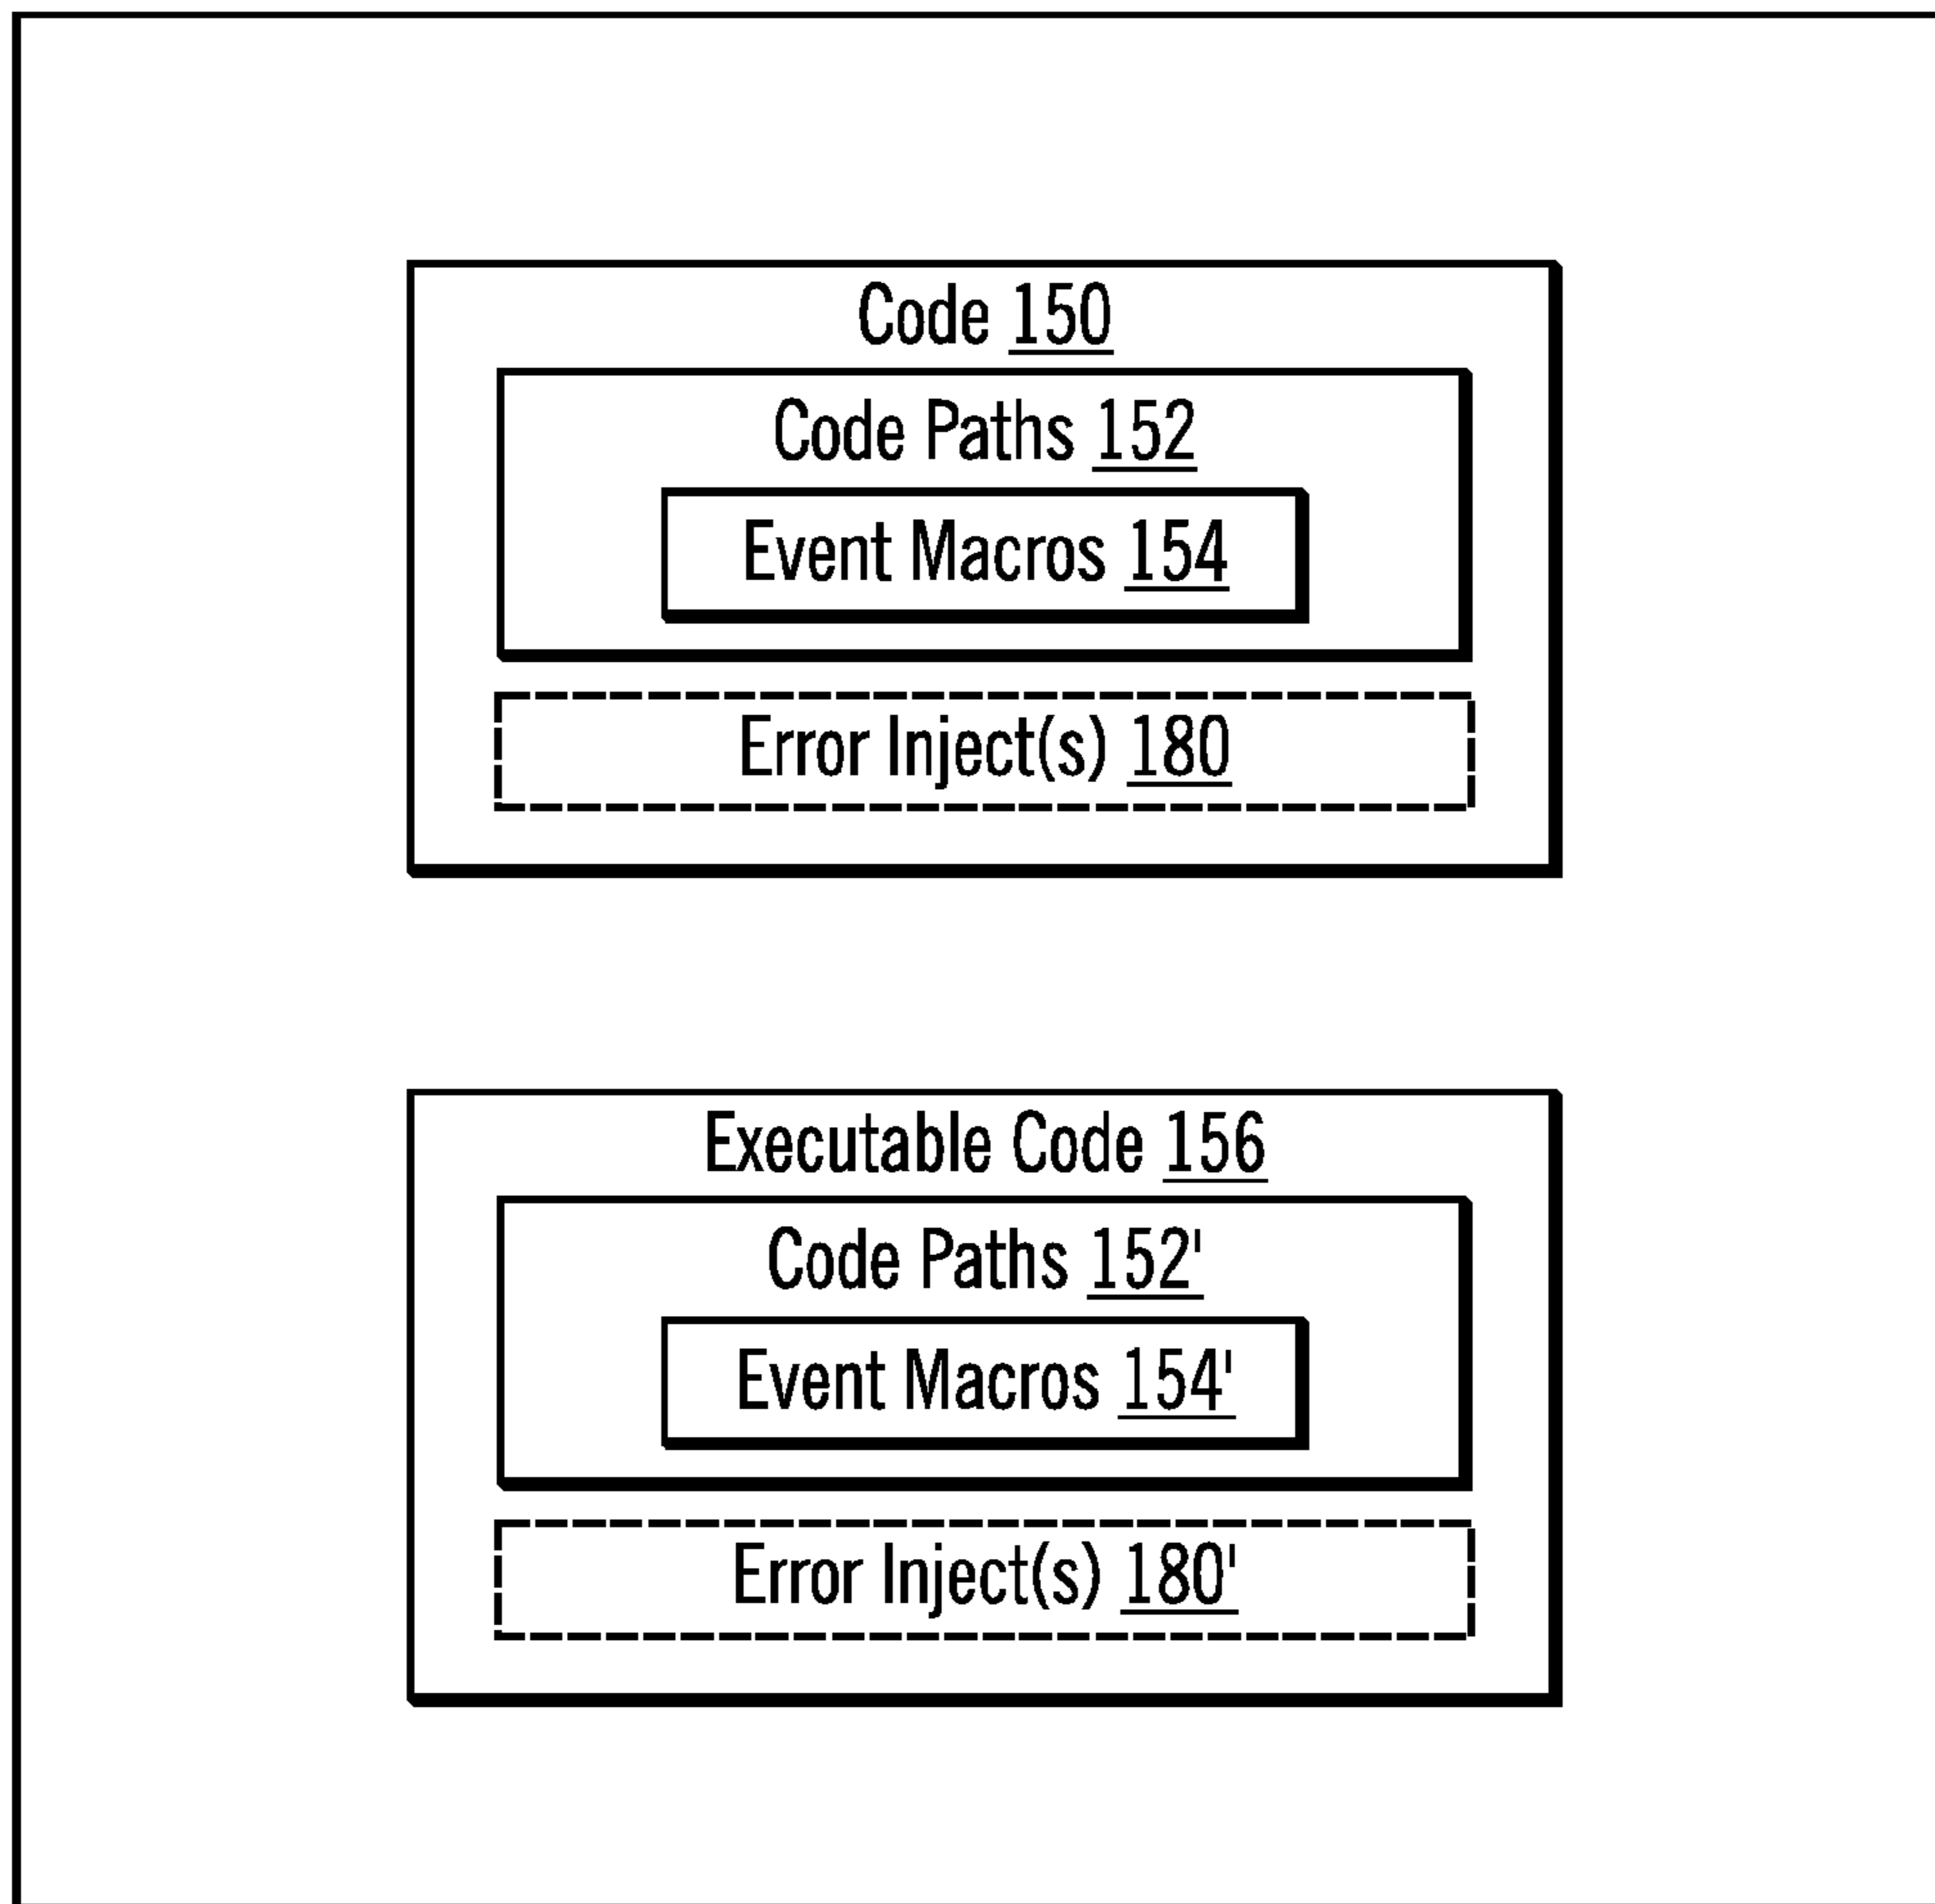 Code 150
Code Paths 152
Event Macros 154
Error Inject(s) 180
Executable Code 156
Code Paths 152'
Event Macros 154'
Error Inject(s) 180'